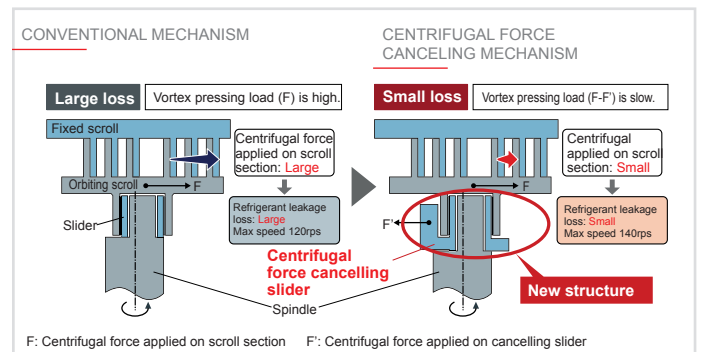 CONVENTIONAL MECHANISM
CENTRIFUGAL FORCE
CANCELING MECHANISM
Large loss
Vortex pressing load (F) is high.
Fixed scroll
Centrifugal force
applied on scroll
section: Large
Orbiting scroll
F
Slider
Refrigerant leakage
loss: Large
Max speed 120rps
Small loss
Vortex pressing load (F-F') is slow.
Centrifugal
applied on scroll
section: Small
F
F'
Refrigerant leakage
loss: Small
Max speed 140rps
Centrifugal
force cancelling
slider
Spindle
New structure
F: Centrifugal force applied on scroll section
F': Centrifugal force applied on cancelling slider